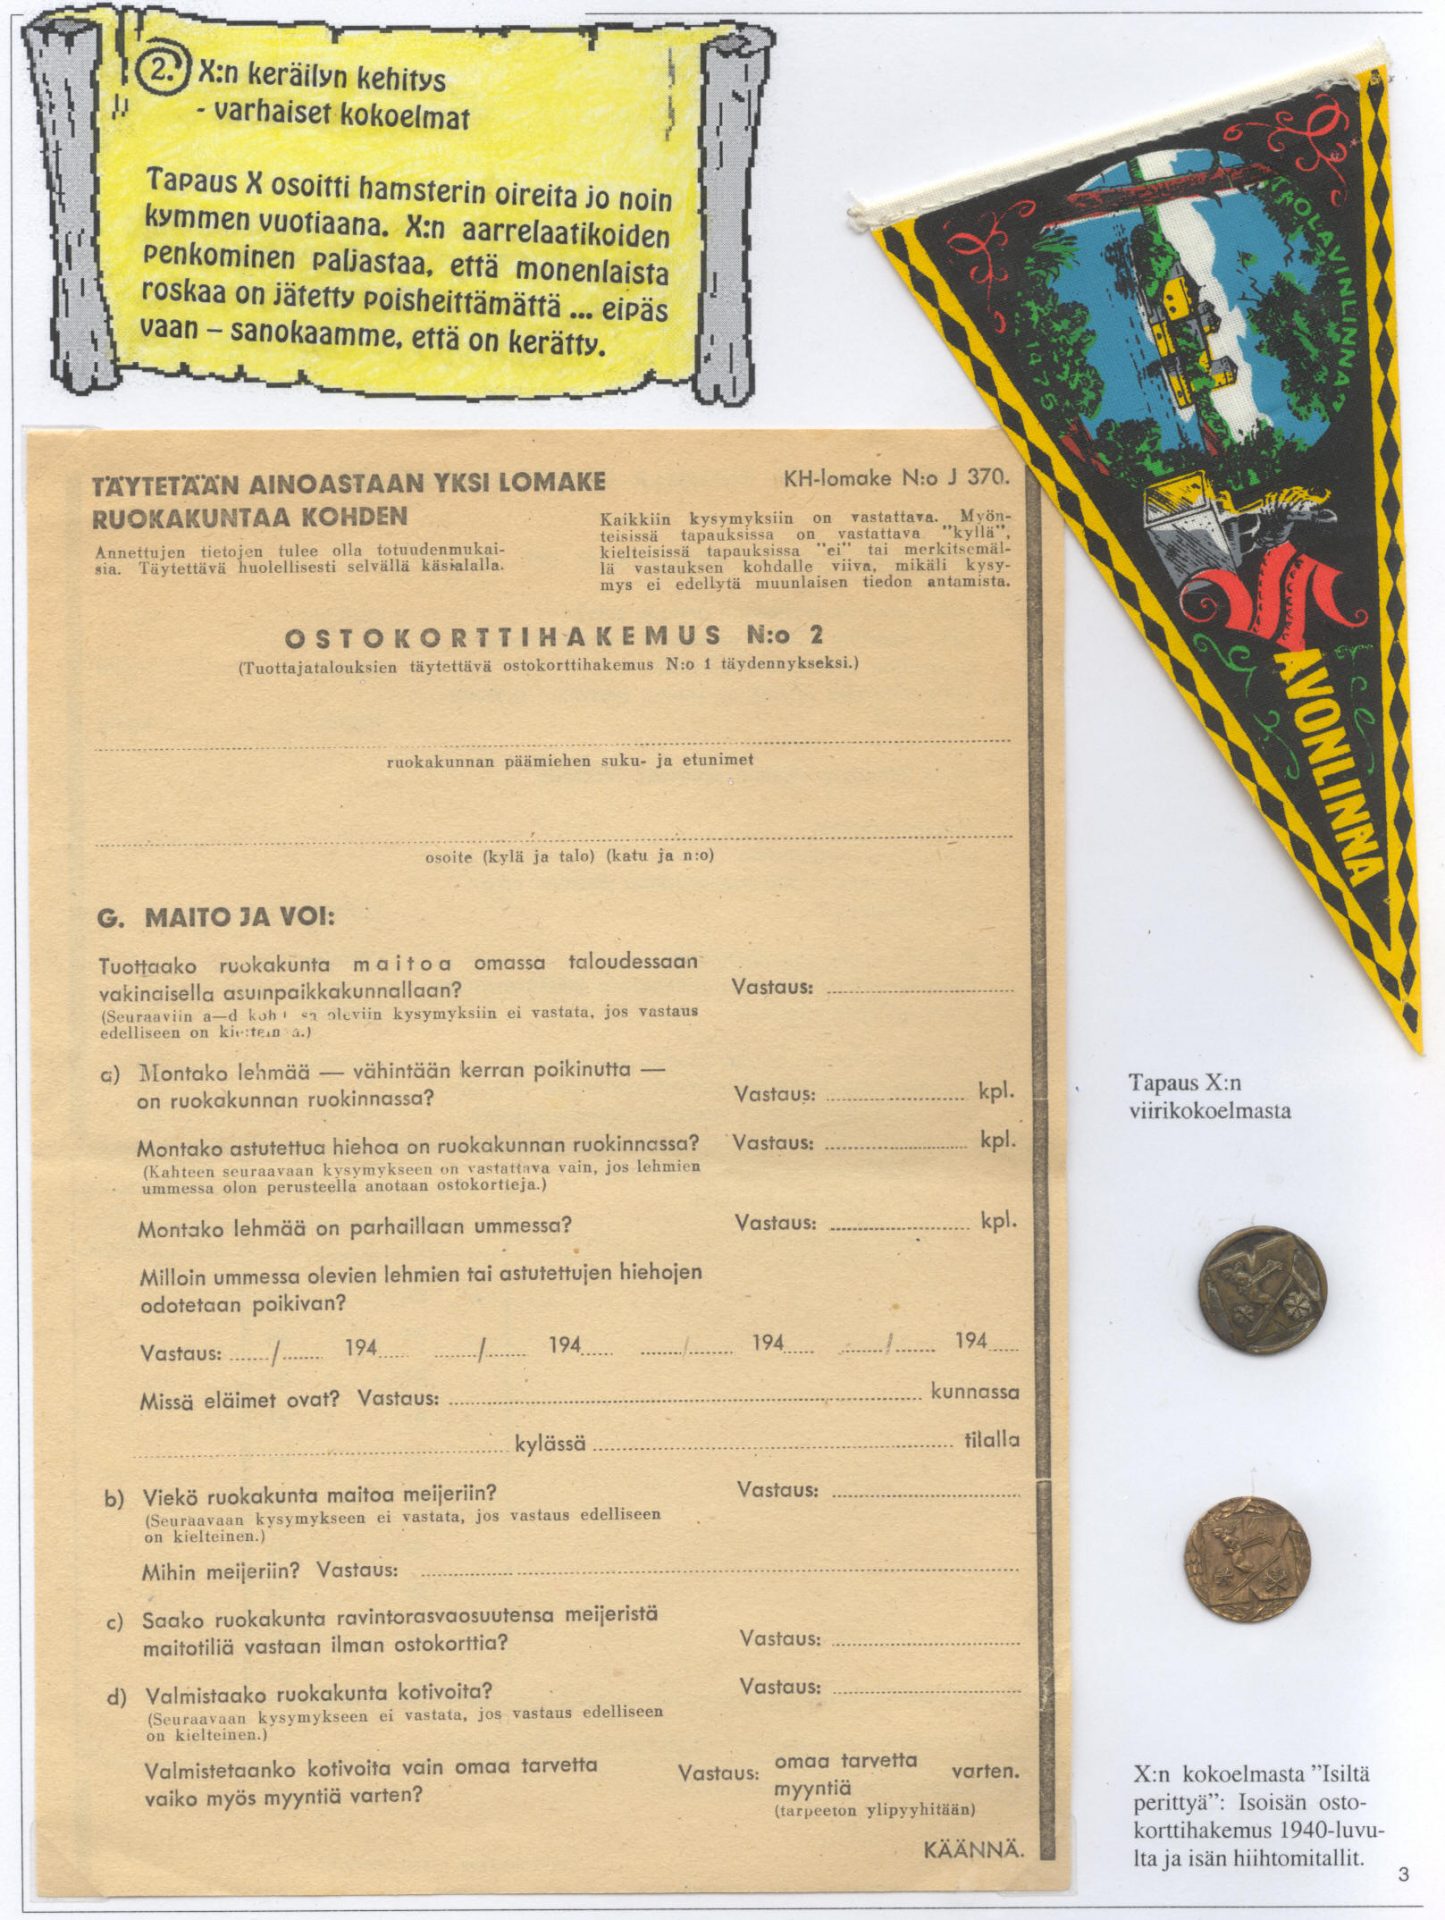 2. X:n keräilyn kehitys
- varhaiset kokoelmat
Tapaus X osoitti hamsterin oireita jo noin
kymmen vuotiaana. X:n aarrelaatikoiden
penkominen paljastaa, että monenlaista
roskaa on jätetty poisheittämättä ... eipäs
vaan – sanokaamme, että on kerätty.
OLAVINLINNA
1475
SAVONLINNA
TÄYTETÄÄN AINOASTAAN YKSI LOMAKE
RUOKAKUNTAA KOHDEN
Annettujen tietojen tulee olla totuudenmukai-
sia. Täytettävä huolellisesti selvällä käsialalla.
KH-lomake N:o J 370.
Kaikkiin kysymyksiin on vastattava. Myön-
teisissä tapauksissa on vastattava "kyllä",
kielteisissä tapauksissa "ei" tai merkitsemäl-
lä vastauksen kohdalle viiva, mikäli kysy-
mys ei edellytä muunlaisen tiedon antamista.
OSTOKORTTIHAKEMUS N:o 2
(Tuottajatalouksien täytettävä ostokorttihakemus N:o 1 täydennykseksi.)
ruokakunnan päämiehen suku- ja etunimet
osoite (kylä ja talo) (katu ja n:o)
G. MAITO JA VOI:
Tuottaako ruokakunta maitoa omassa taloudessaan
vakinaisella asuinpaikkakunnallaan? Vastaus:
(Seuraaviin a—d kohdissa oleviin kysymyksiin ei vastata, jos vastaus
edelliseen on kielteinen.)
a) Montako lehmää — vähintään kerran poikinutta —
on ruokakunnan ruokinnassa? Vastaus: kpl.
Montako astutettua hiehoa on ruokakunnan ruokinnassa? Vastaus: kpl.
(Kahteen seuraavaan kysymykseen on vastattava vain, jos lehmien
ummessa olon perusteella anotaan ostokortteja.)
Montako lehmää on parhaillaan ummessa? Vastaus: kpl.
Milloin ummessa olevien lehmien tai astutettujen hiehojen
odotetaan poikivan?
Vastaus: / 194 / 194 / 194 / 194
Missä eläimet ovat? Vastaus: kunnassa
kylässä tilalla
b) Viekö ruokakunta maitoa meijeriin? Vastaus:
(Seuraavaan kysymykseen ei vastata, jos vastaus edelliseen
on kielteinen.)
Mihin meijeriin? Vastaus:
c) Saako ruokakunta ravintorasvaosuutensa meijeristä
maitotiliä vastaan ilman ostokorttia? Vastaus:
d) Valmistaako ruokakunta kotivoita? Vastaus:
(Seuraavaan kysymykseen ei vastata, jos vastaus edelliseen
on kielteinen.)
Valmistetaanko kotivoita vain omaa tarvetta
vaiko myös myyntiä varten?
Vastaus: omaa tarvetta varten.
myyntiä
(tarpeeton ylipyyhitään)
KÄÄNNÄ.
Tapaus X:n
viirikokoelmasta
X:n kokoelmasta "Isiltä
perittyä": Isoisän osto-
korttihakemus 1940-luvu-
lta ja isän hiihtomitallit.
3